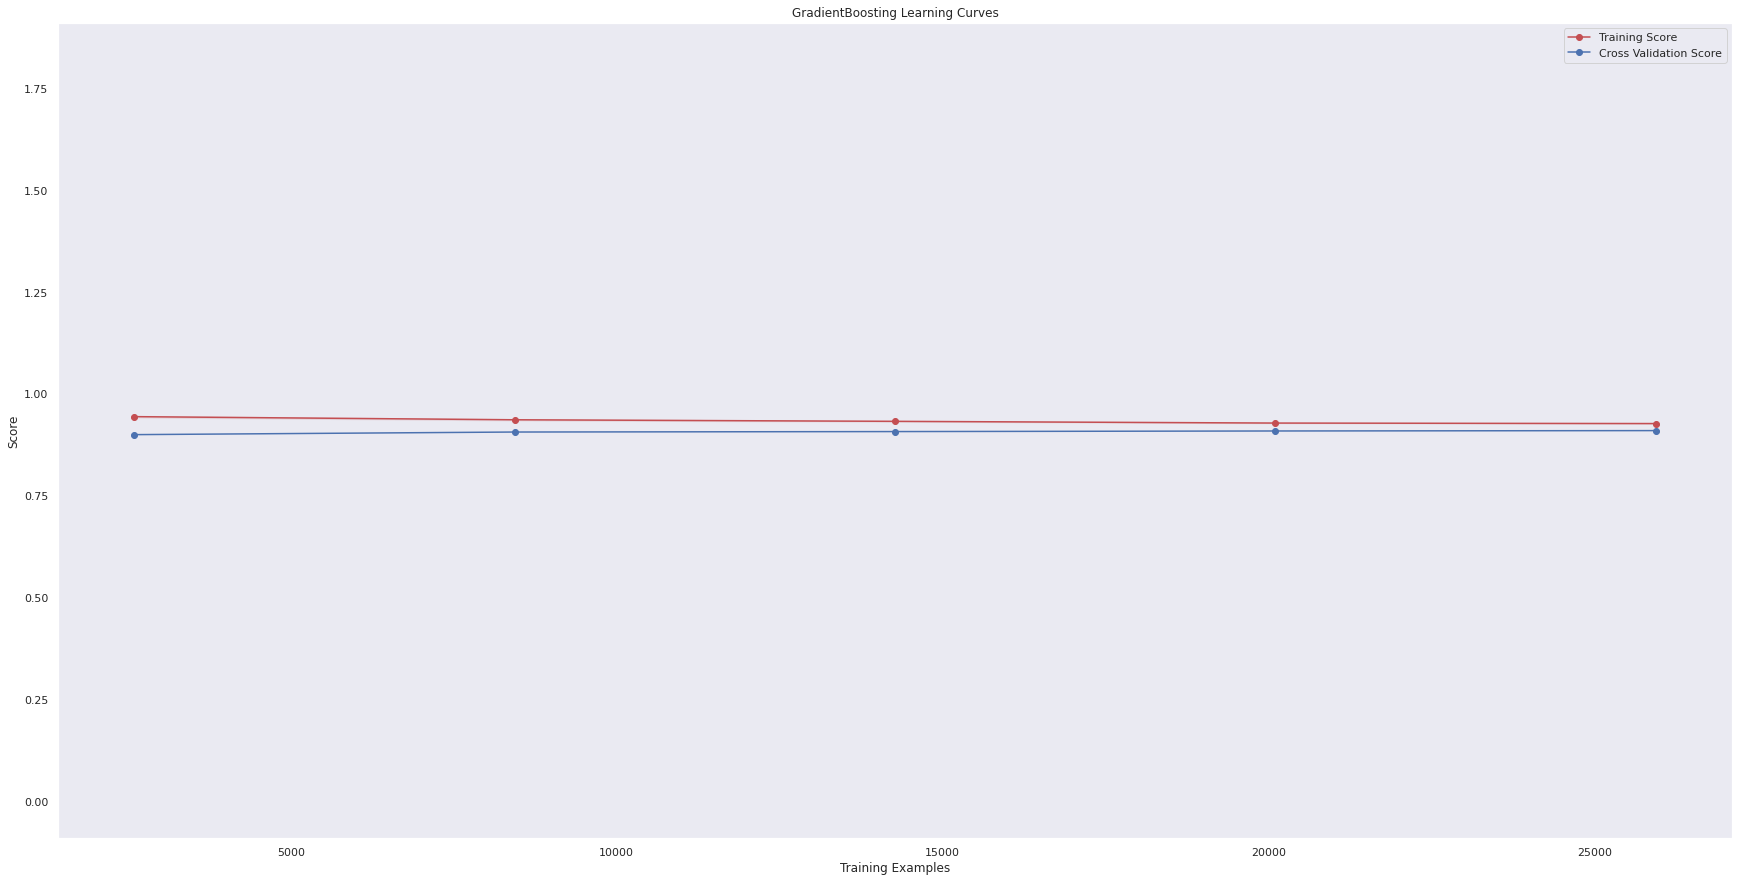 GradientBoosting Learning Curves
Training Score
Cross Validation Score
1.75
1.50
1.25
1.00
0.75
0.50
0.25
0.00
Score
5000 10000 15000 20000 25000
Training Examples